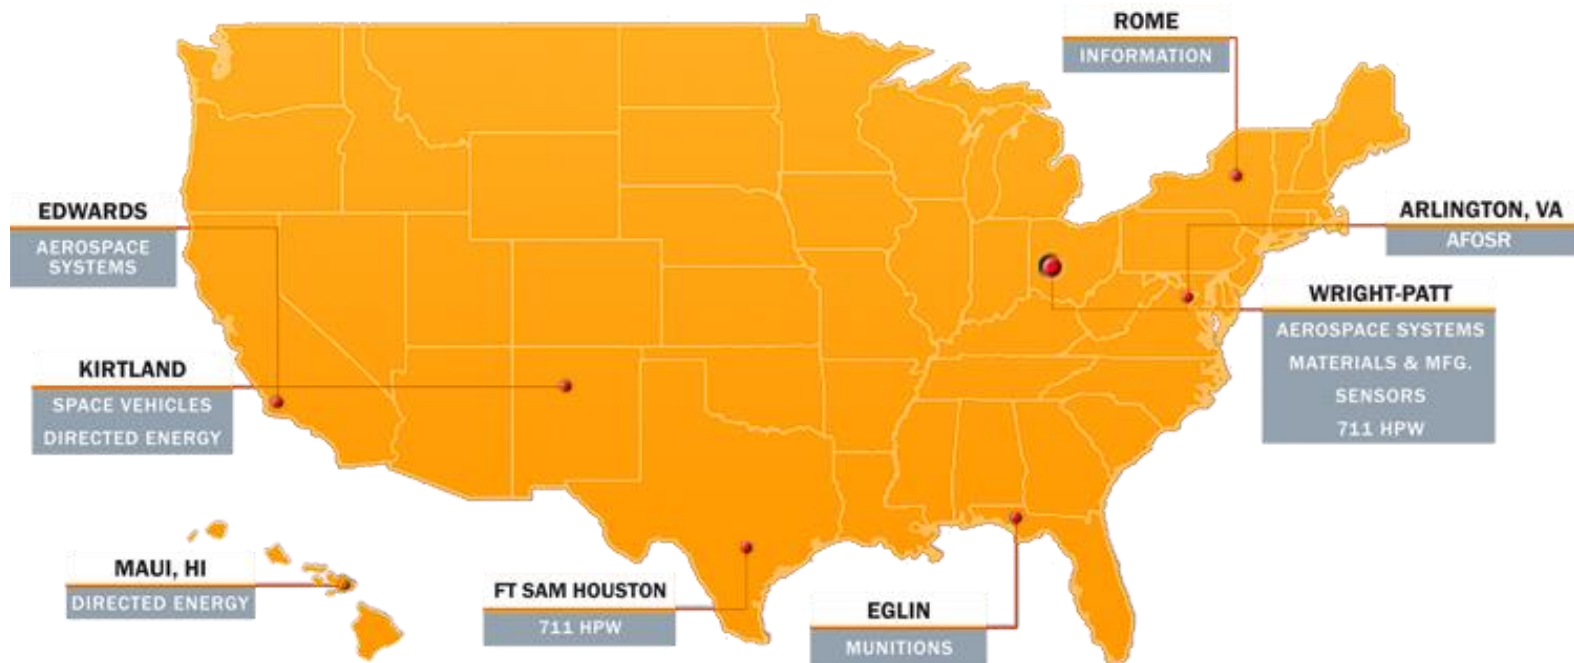 ROME
INFORMATION
EDWARDS
AEROSPACE
SYSTEMS
ARLINGTON, VA
AFOSR
WRIGHT-PATT
AEROSPACE SYSTEMS
MATERIALS & MFG.
SENSORS
711 HPW
KIRTLAND
SPACE VEHICLES
DIRECTED ENERGY
MAUI, HI
DIRECTED ENERGY
FT SAM HOUSTON
711 HPW
EGLIN
MUNITIONS